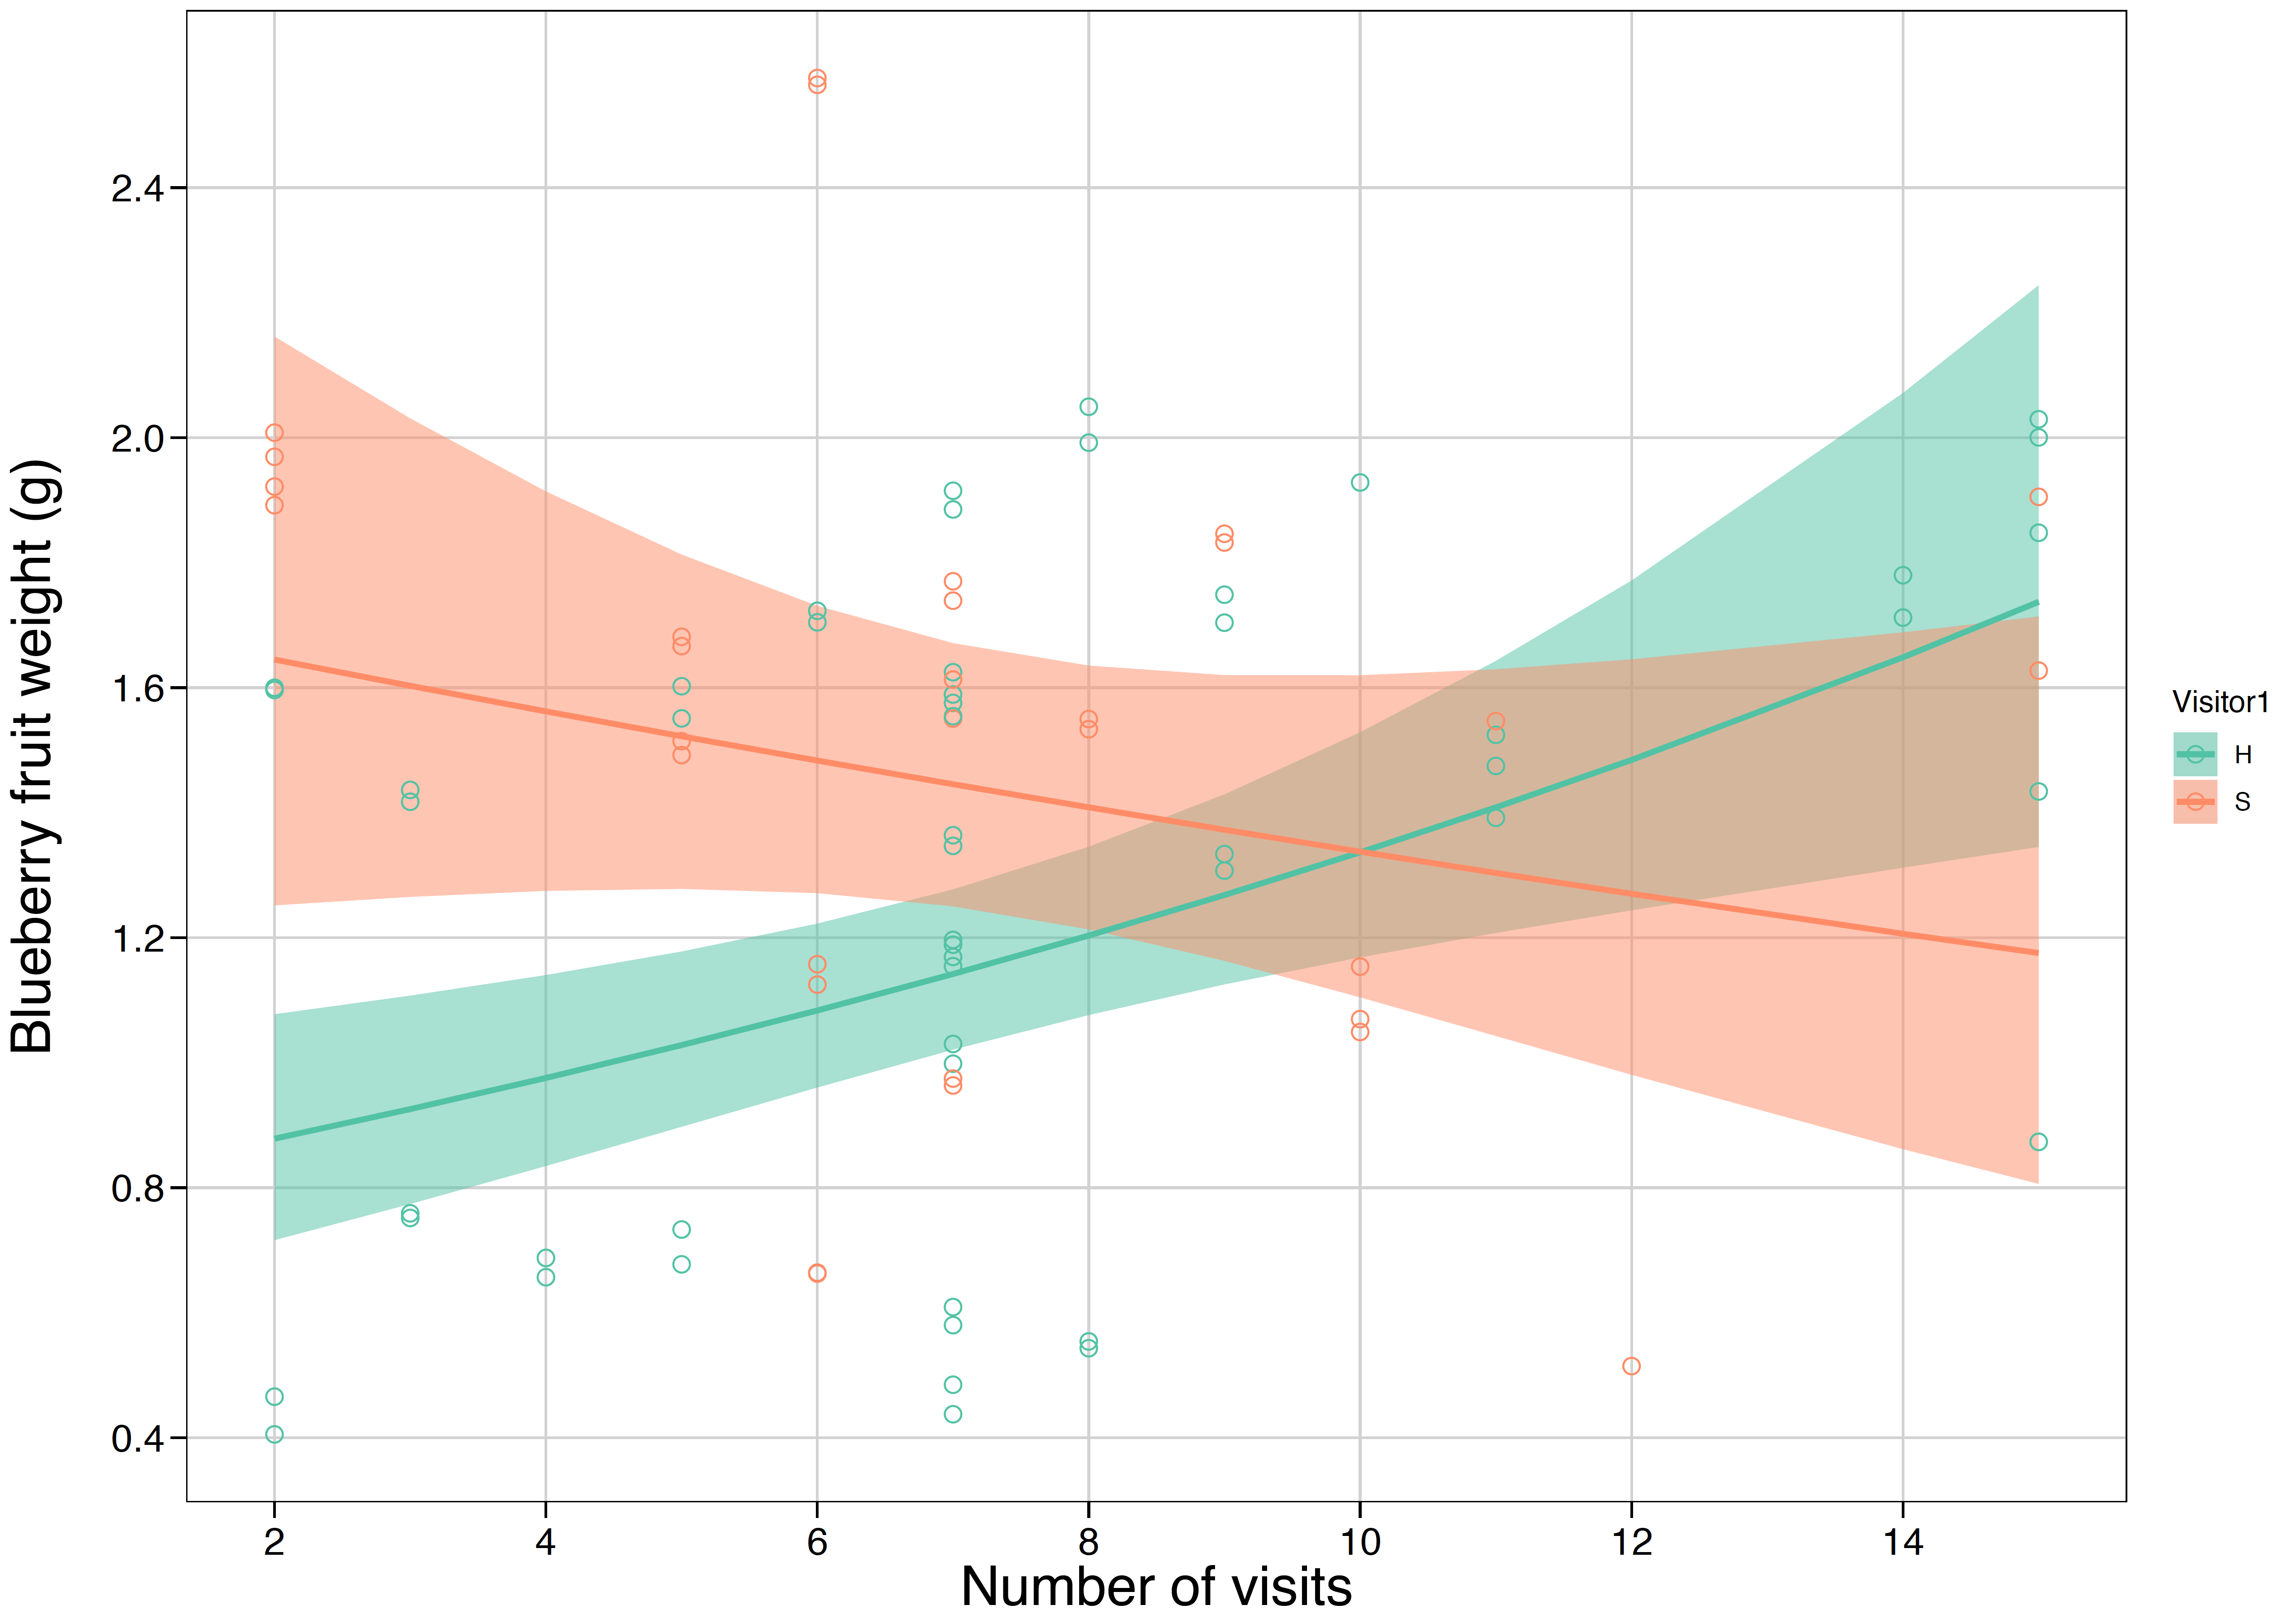 Blueberry fruit weight (g)
2.4
2.0
1.6
1.2
0.8
0.4
2 4 6 8 10 12 14
Number of visits
Visitor1
H
S